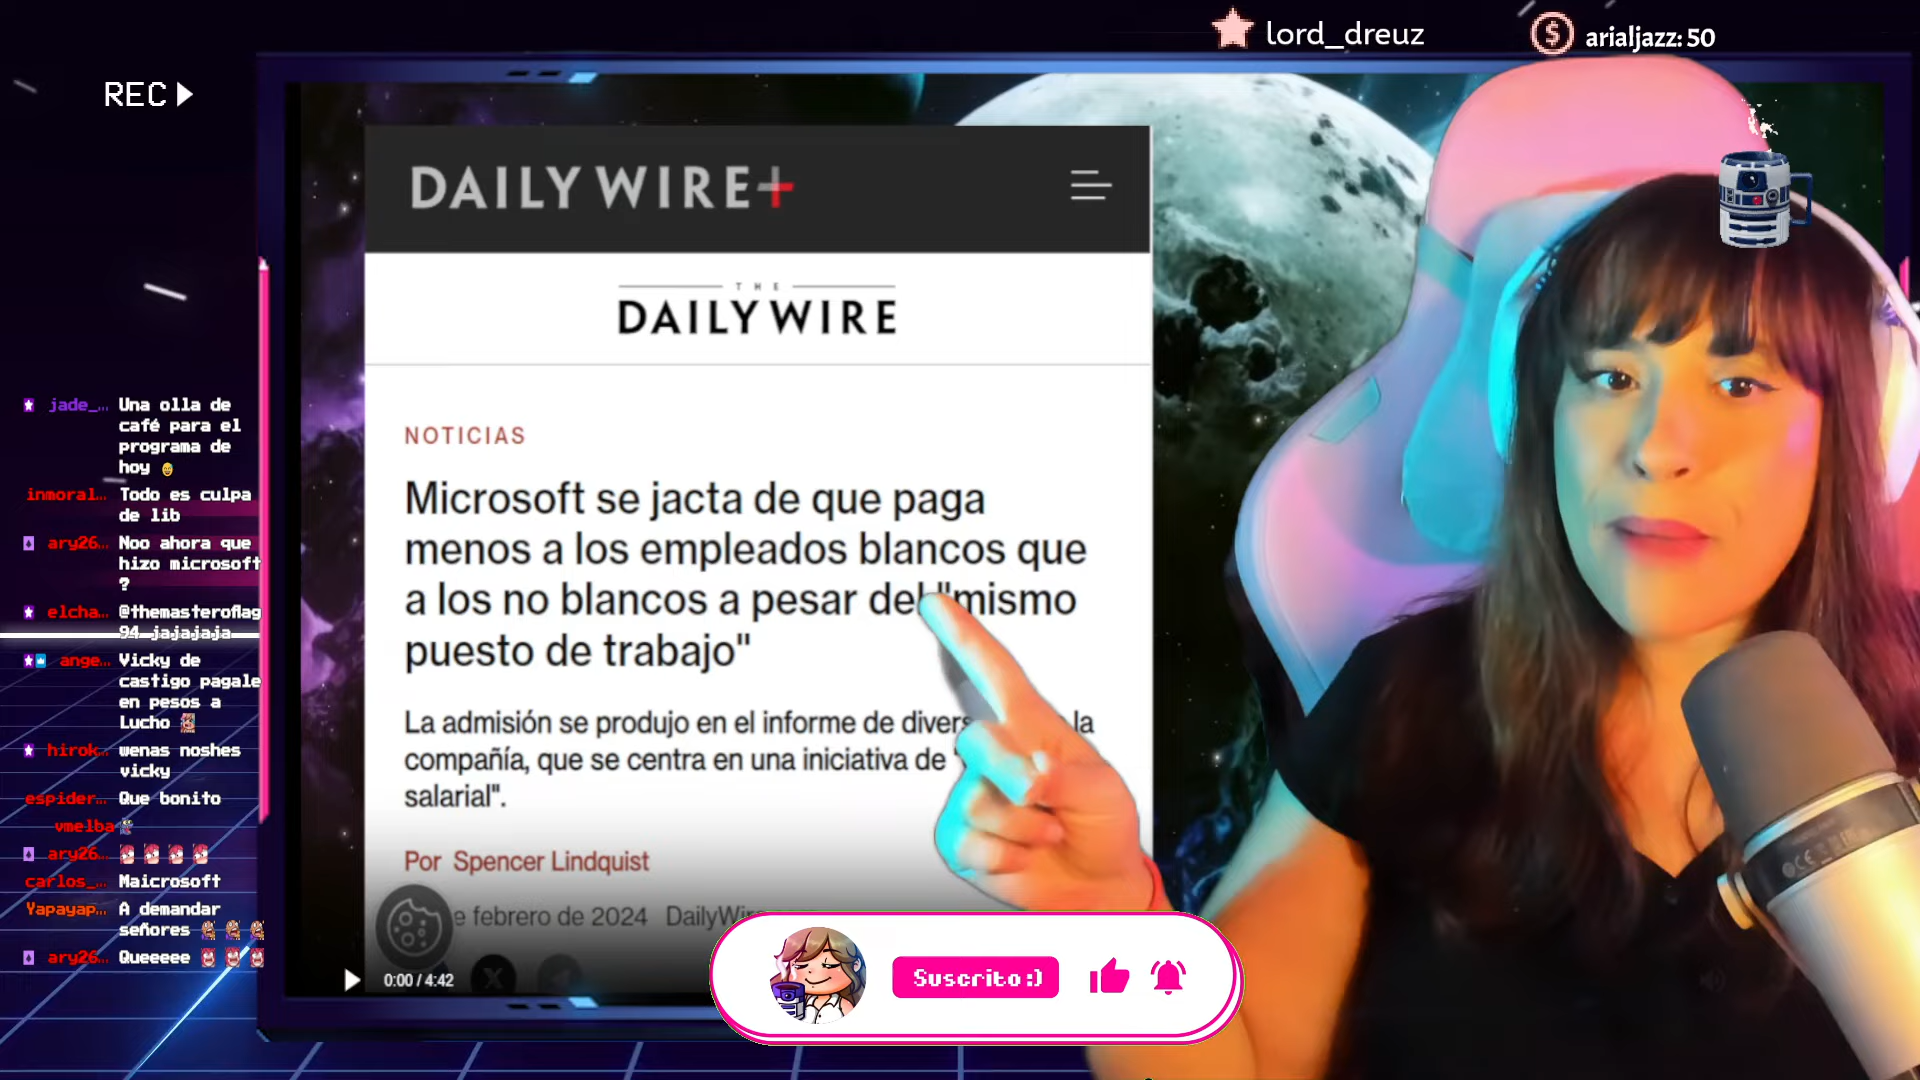 lord_dreuz
arialjazz: 50
REC
DAILY WIRE+
THE
DAILY WIRE
NOTICIAS
Microsoft se jacta de que paga
menos a los empleados blancos que
a los no blancos a pesar del "mismo
puesto de trabajo"
La admisión se produjo en el informe de la
compañía, que se centra en una iniciativa de
salarial".
Por Spencer Lindquist
febrero de 2024
0:00 / 4:42
Suscrito :)
jade_... Una olla de
café para el
programa de
hoy
inmoral... Todo es culpa
de lib
ary26... Noo ahora que
hizo microsoft
?
elcha... @themasteroflag
94 jajajaja
ange... Vicky de
castigo pagale
en pesos a
Lucho
hirok... wenas noshes
vicky
espider... Que bonito
vmelba
ary26...
carlos_... Maicrosoft
Yapayap... A demandar
señores
ary26... Queeeee